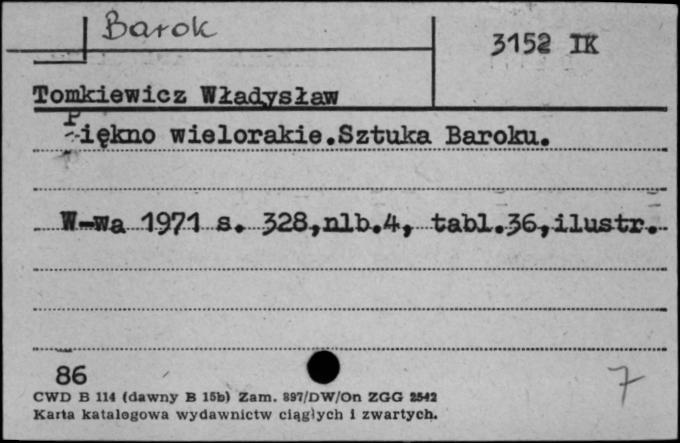 Barok
3152 IK
Tomkiewicz Władysław
Piękno wielorakie.Sztuka Baroku.
W-wa 1971 s. 328,nlb.4, tabl.36,ilustr.
86
7
CWD B 114 (dawny B 15b) Zam. 897/DW/On ZGG 2542
Karta katalogowa wydawnictw ciągłych i zwartych.